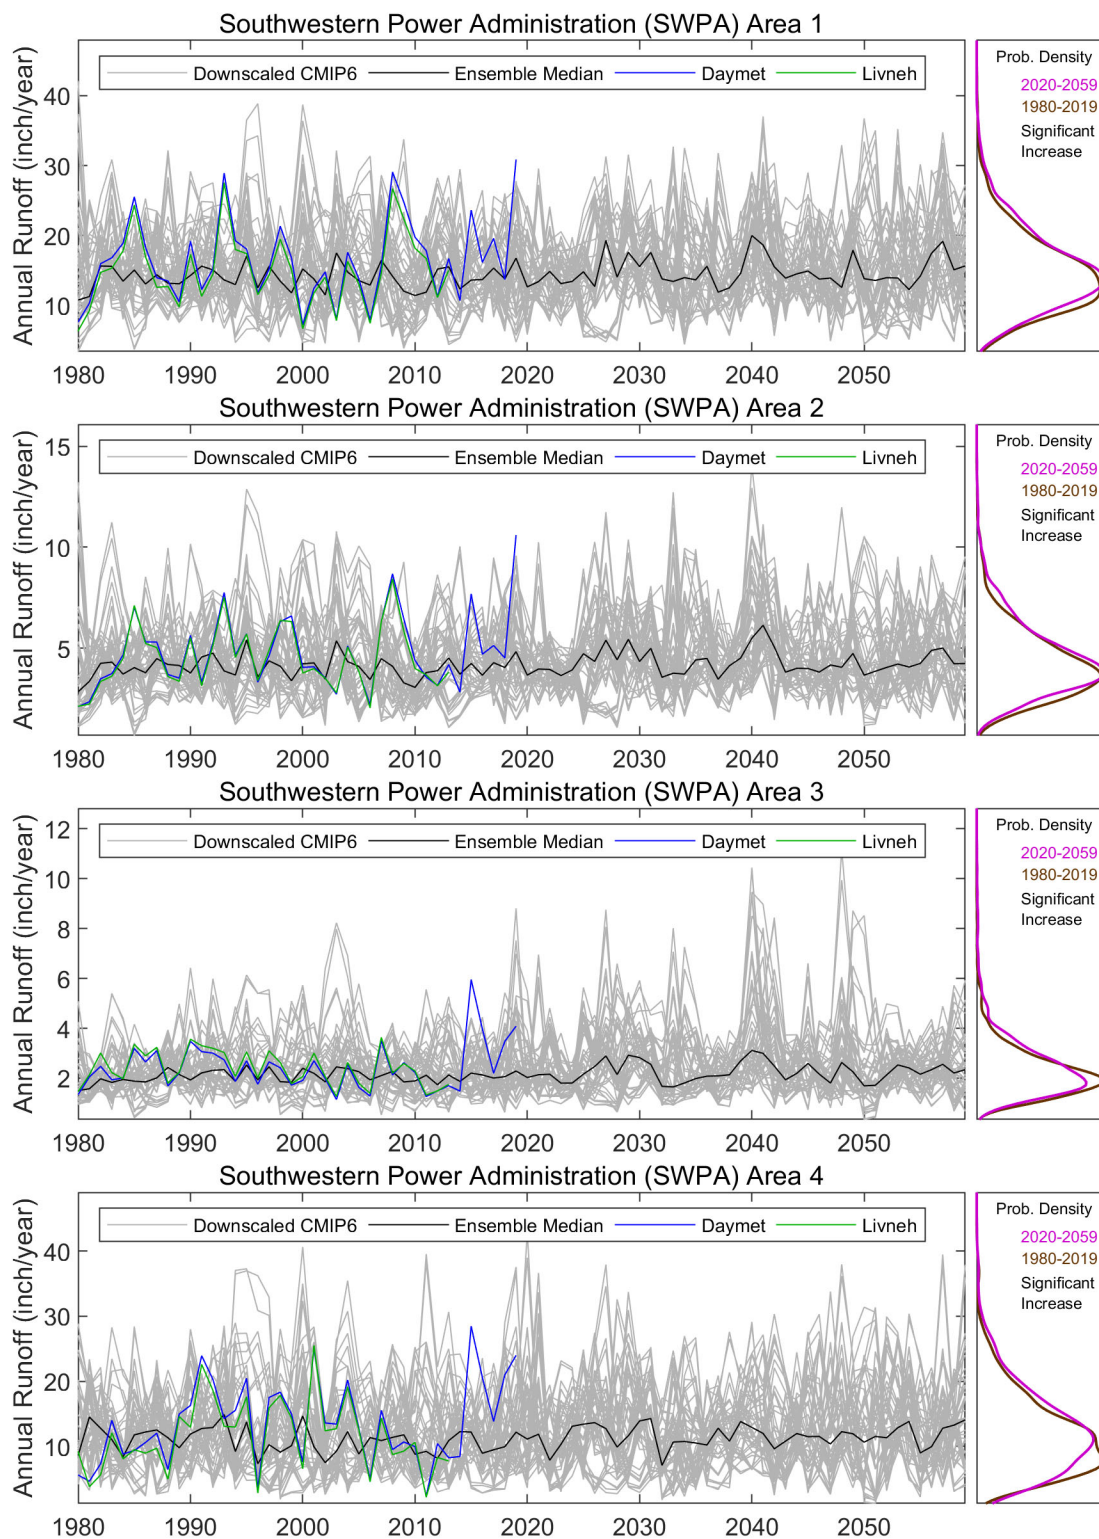 Southwestern Power Administration (SWPA) Area 1
Annual Runoff (inch/year)
Downscaled CMIP6 Ensemble Median Daymet Livneh
40
30
20
10
1980 1990 2000 2010 2020 2030 2040 2050
Prob. Density
2020-2059
1980-2019
Significant
Increase
Southwestern Power Administration (SWPA) Area 2
Annual Runoff (inch/year)
Downscaled CMIP6 Ensemble Median Daymet Livneh
15
10
5
1980 1990 2000 2010 2020 2030 2040 2050
Prob. Density
2020-2059
1980-2019
Significant
Increase
Southwestern Power Administration (SWPA) Area 3
Annual Runoff (inch/year)
Downscaled CMIP6 Ensemble Median Daymet Livneh
12
10
8
6
4
2
1980 1990 2000 2010 2020 2030 2040 2050
Prob. Density
2020-2059
1980-2019
Significant
Increase
Southwestern Power Administration (SWPA) Area 4
Annual Runoff (inch/year)
Downscaled CMIP6 Ensemble Median Daymet Livneh
40
30
20
10
1980 1990 2000 2010 2020 2030 2040 2050
Prob. Density
2020-2059
1980-2019
Significant
Increase